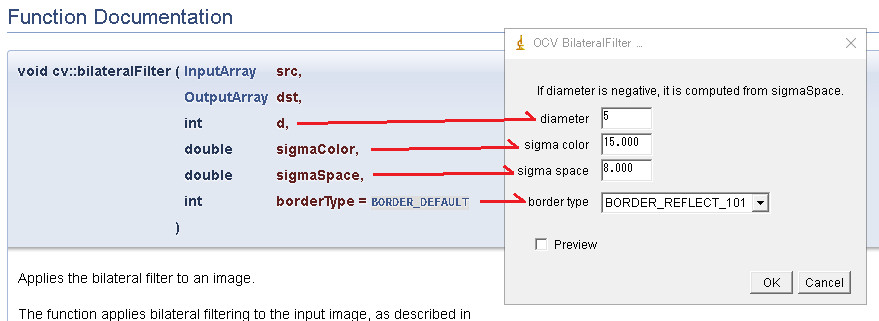 Function Documentation
void cv::bilateralFilter ( InputArray src,
OutputArray dst,
int d,
double sigmaColor,
double sigmaSpace,
int borderType = BORDER_DEFAULT
)
Applies the bilateral filter to an image.
The function applies bilateral filtering to the input image, as described in
OCV BilateralFilter ...
If diameter is negative, it is computed from sigmaSpace.
diameter 5
sigma color 15.000
sigma space 8.000
border type BORDER_REFLECT_101
Preview
OK Cancel